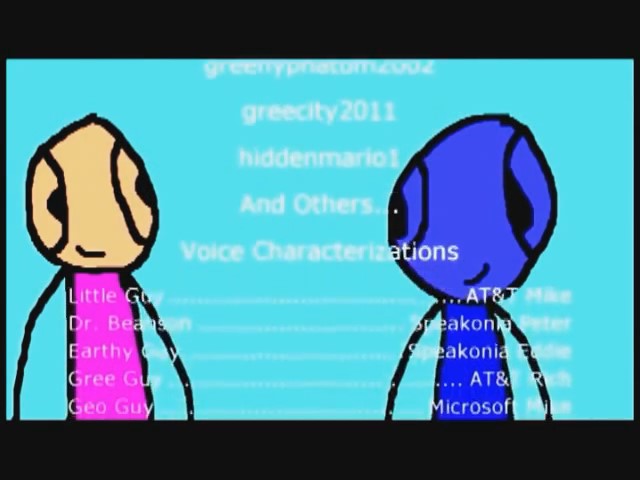 greenyphatom2002
greecity2011
hiddenmario1
And Others...
Voice Characterizations
Little Guy ........................................ AT&T Mike
Dr. Beanson .................................. Speakonia Peter
Earthy Guy .................................. Speakonia Eddie
Gree Guy ........................................ AT&T Rich
Geo Guy ........................................ Microsoft Mike